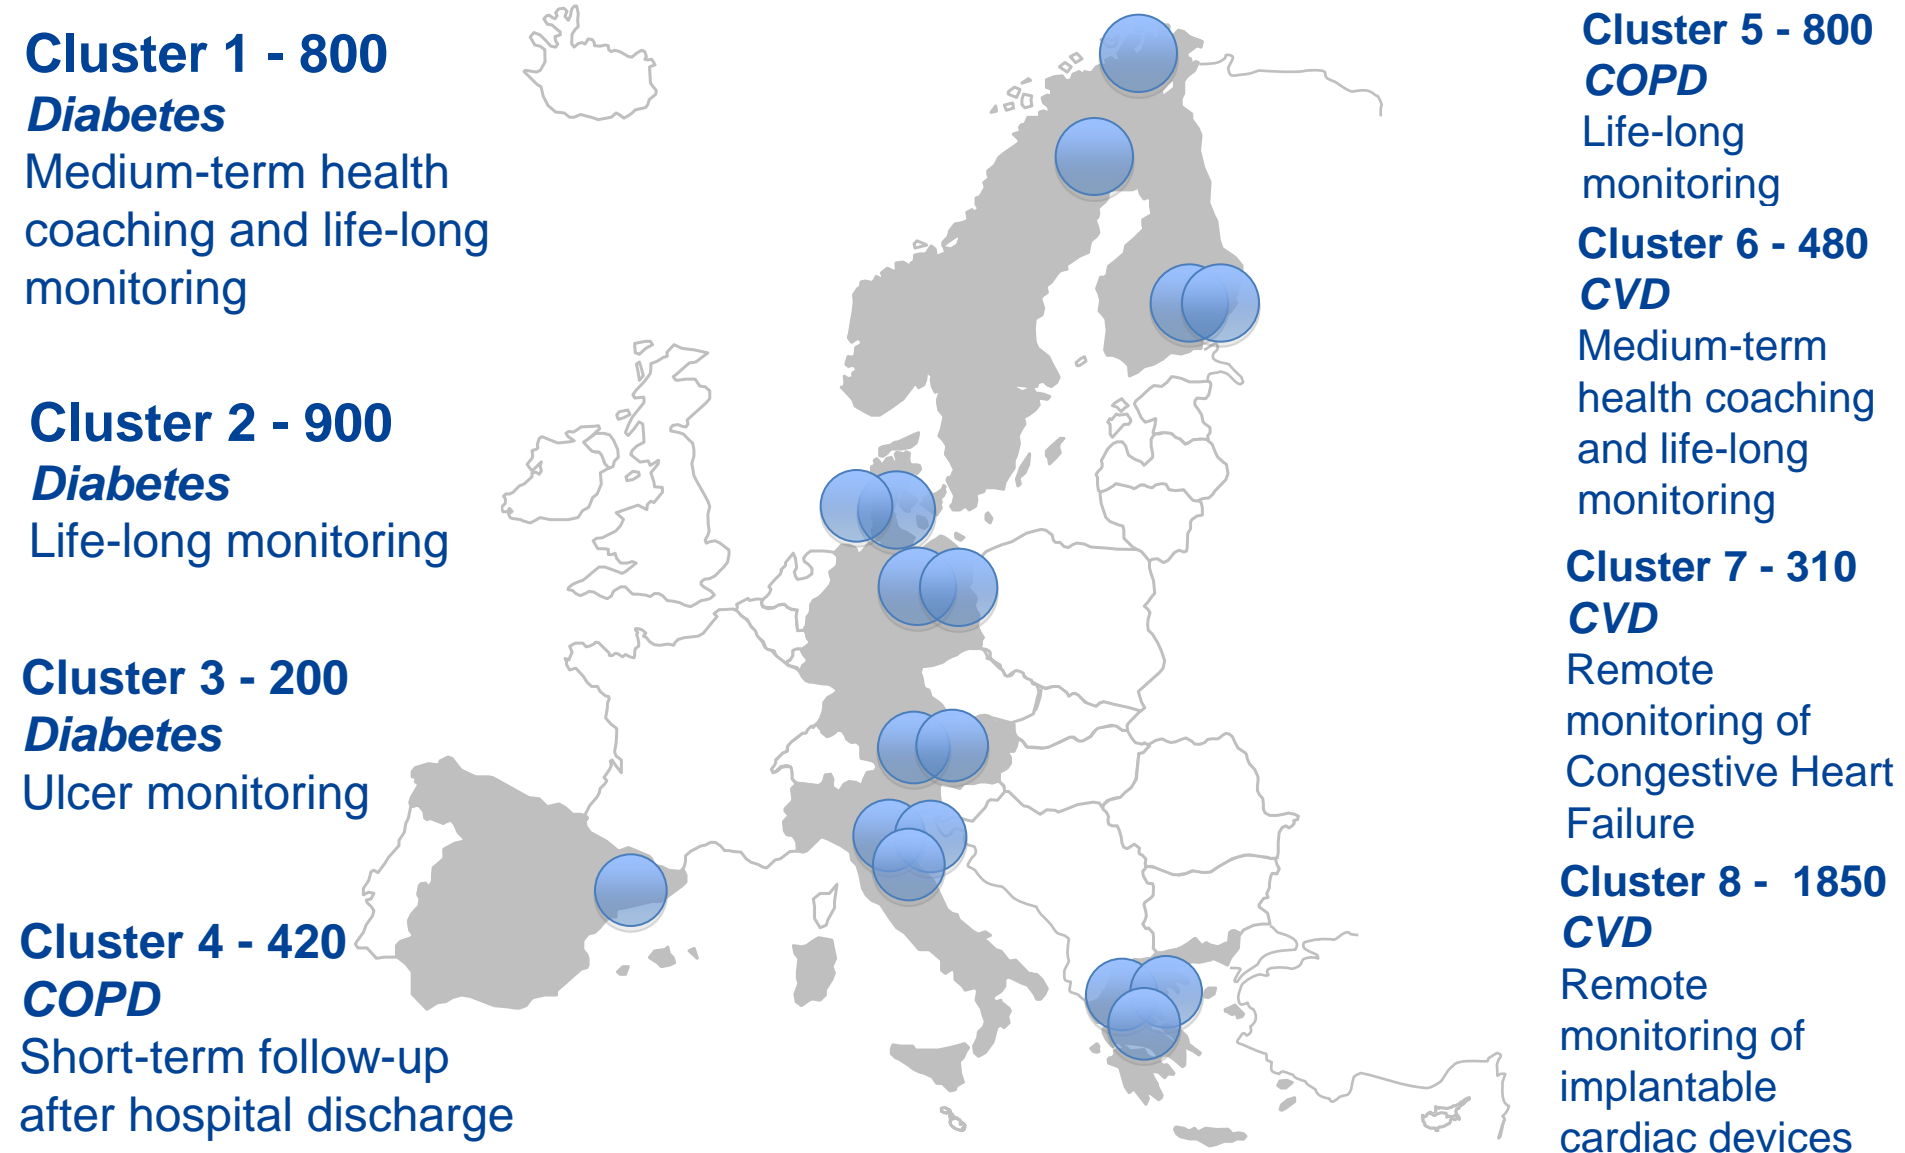 Cluster 1 - 800
Diabetes
Medium-term health
coaching and life-long
monitoring
Cluster 2 - 900
Diabetes
Life-long monitoring
Cluster 3 - 200
Diabetes
Ulcer monitoring
Cluster 4 - 420
COPD
Short-term follow-up
after hospital discharge
Cluster 5 - 800
COPD
Life-long
monitoring
Cluster 6 - 480
CVD
Medium-term
health coaching
and life-long
monitoring
Cluster 7 - 310
CVD
Remote
monitoring of
Congestive Heart
Failure
Cluster 8 - 1850
CVD
Remote
monitoring of
implantable
cardiac devices